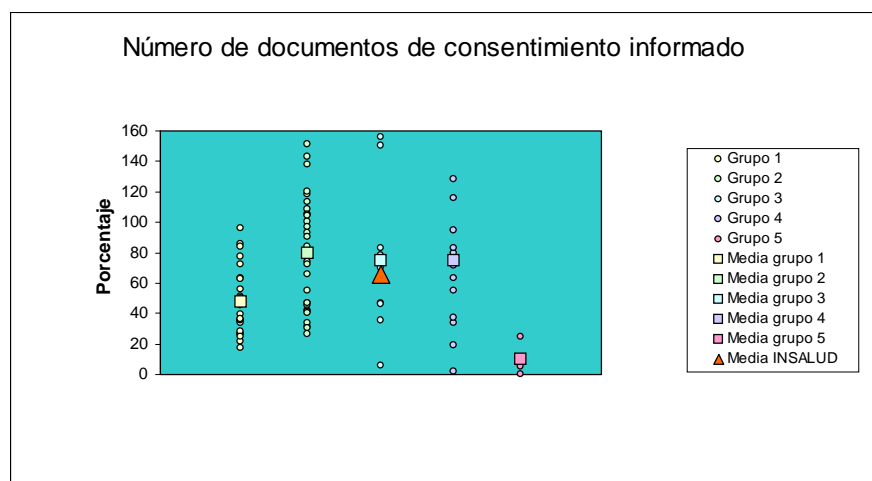 Número de documentos de consentimiento informado
160
140
120
100
80
60
40
20
0
Porcentaje
Grupo 1
Grupo 2
Grupo 3
Grupo 4
Grupo 5
Media grupo 1
Media grupo 2
Media grupo 3
Media grupo 4
Media grupo 5
Media INSALUD